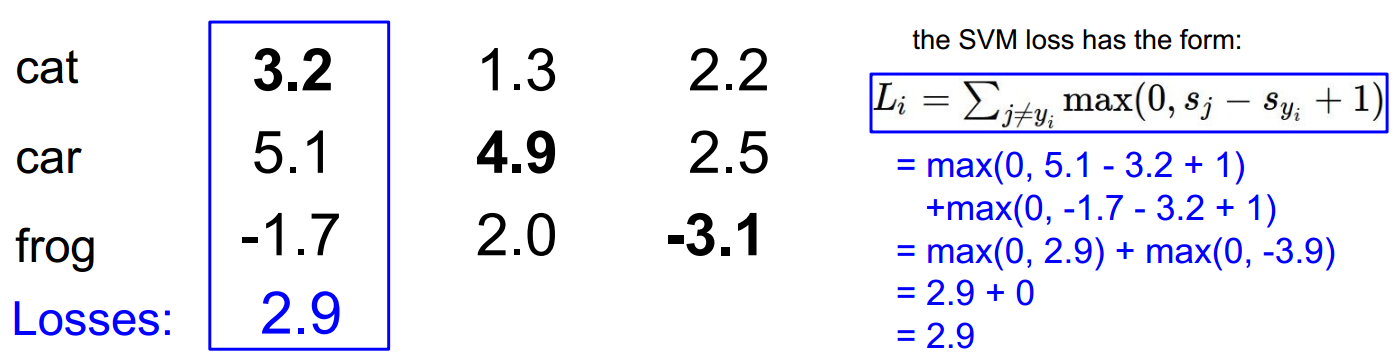 cat 3.2 1.3 2.2
car 5.1 4.9 2.5
frog -1.7 2.0 -3.1
Losses: 2.9
the SVM loss has the form:
L_i = ∑_{j≠y_i} max(0, s_j − s_{y_i} + 1)
= max(0, 5.1 - 3.2 + 1)
+max(0, -1.7 - 3.2 + 1)
= max(0, 2.9) + max(0, -3.9)
= 2.9 + 0
= 2.9